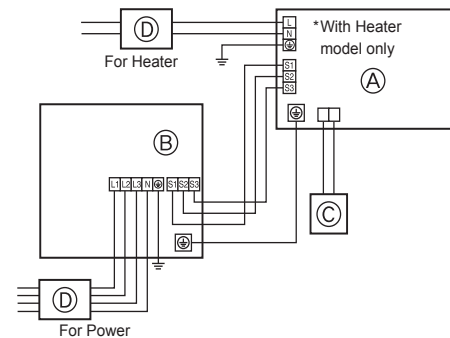 D
For Heater
L
N
*With Heater
model only
S1
S2
S3
A
B
L1 L2 L3 N S1 S2 S3
C
D
For Power